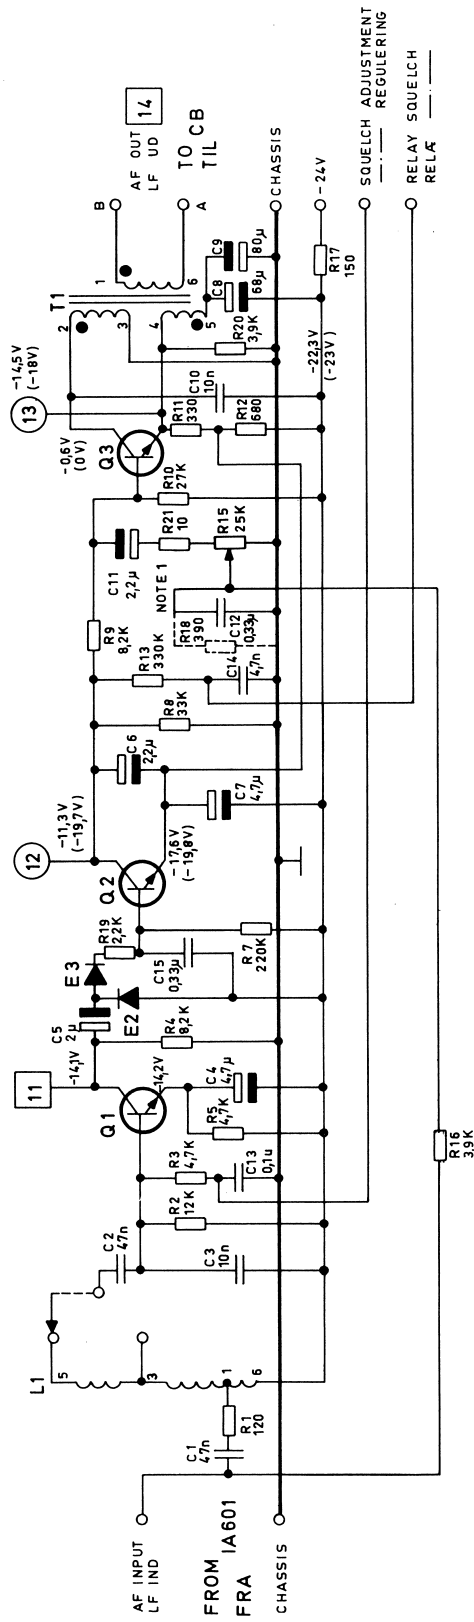 AF INPUT
LF IND
FROM IA601
FRA
CHASSIS
C1
47n
R1
120
L1
5
3
1
6
C2
47n
C3
10n
R2
12K
R3
4,7K
C13
0,1u
Q1
11
-14,1V
-14,2V
R5
4,7K
C4
4,7µ
R4
8,2K
C5
2µ
E3
E2
R19
2,2K
C15
0,33µ
R7
220K
Q2
12
-11,3V
(-19,7V)
-17,6V
(-19,8V)
C6
2,2µ
C7
4,7µ
R8
33K
R13
330K
R9
8,2K
C14
4,7n
R18
390
C12
0,33µ
NOTE 1
C11
2,2µ
R21
10
R15
25K
R10
27K
Q3
13
-14,5V
(-18V)
-0,6V
(0V)
R11
330
R12
680
C10
10n
R20
3,9K
T1
2
3
4
5
1
6
C8
68µ
C9
80µ
-22,3V
(-23V)
R17
150
R16
3.9K
B
A
AF OUT
LF UD
14
TO CB
TIL
CHASSIS
-24V
SQUELCH ADJUSTMENT
—.— REGULERING
RELAY SQUELCH
RELÆ —.—